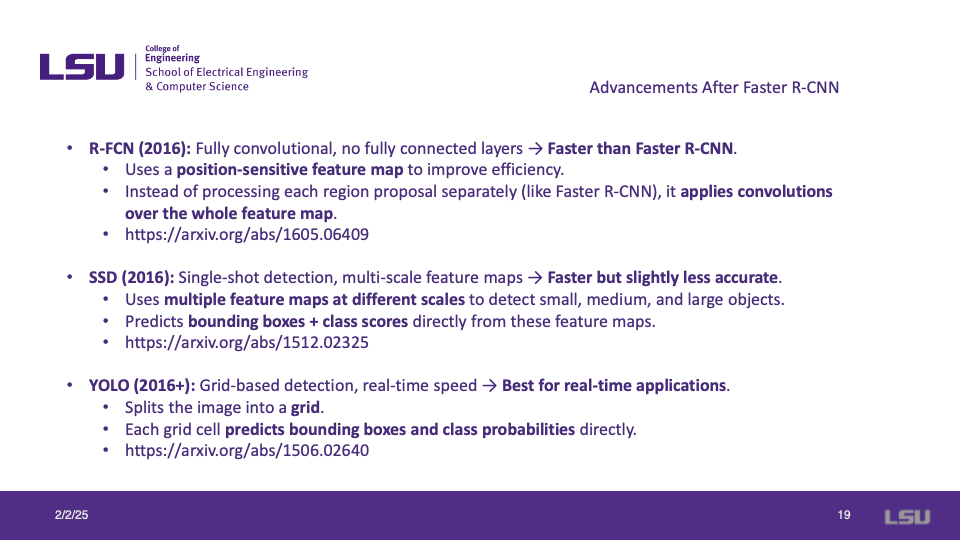 LSU
College of
Engineering
School of Electrical Engineering
& Computer Science
Advancements After Faster R-CNN
• R-FCN (2016): Fully convolutional, no fully connected layers → Faster than Faster R-CNN.
• Uses a position-sensitive feature map to improve efficiency.
• Instead of processing each region proposal separately (like Faster R-CNN), it applies convolutions
over the whole feature map.
• https://arxiv.org/abs/1605.06409
• SSD (2016): Single-shot detection, multi-scale feature maps → Faster but slightly less accurate.
• Uses multiple feature maps at different scales to detect small, medium, and large objects.
• Predicts bounding boxes + class scores directly from these feature maps.
• https://arxiv.org/abs/1512.02325
• YOLO (2016+): Grid-based detection, real-time speed → Best for real-time applications.
• Splits the image into a grid.
• Each grid cell predicts bounding boxes and class probabilities directly.
• https://arxiv.org/abs/1506.02640
2/2/25
19
LSU